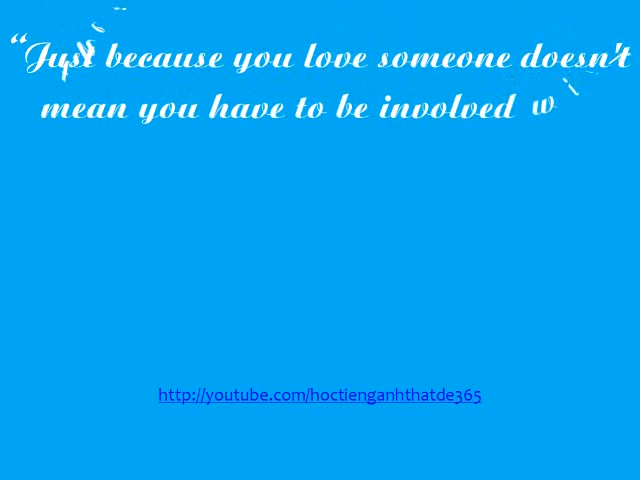 “Just because you love someone doesn't
mean you have to be involved
http://youtube.com/hoctienganhthatde365